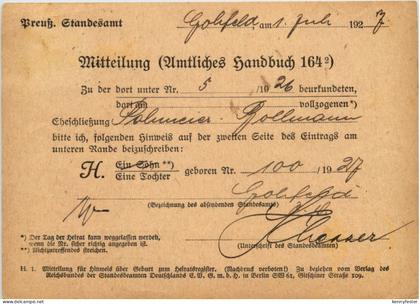 Preuß. Standesamt Gohfeld am 1. Juli 1927
Mitteilung (Amtliches Handbuch 164²)
Zu der dort unter Nr. 5 /1926 beurkundeten,
dort am vollzogenen*)
Eheschließung Pollmann
bitte ich, folgenden Hinweis auf der zweiten Seite des Eintrags am
unteren Rande beizuschreiben:
H. Ein Sohn **)
Eine Tochter geboren Nr. 100 /1927
Gohfeld
(Bezeichnung des absendenden Standesamts)
*) Der Tag der Heirat kann weggelassen werden,
wenn die Nr. sicher richtig angegeben ist.
**) Nichtzutreffendes streichen.
(Unterschrift des Standesbeamten)
H. 1. Mitteilung für Hinweis über Geburt zum Heiratsregister. (Nachdruck verboten!) Zu beziehen vom Verlag des
Reichsbundes der Standesbeamten Deutschlands E. V., G. m. b. H. in Berlin SW 61, Gitschiner Straße 109.
kennyfester